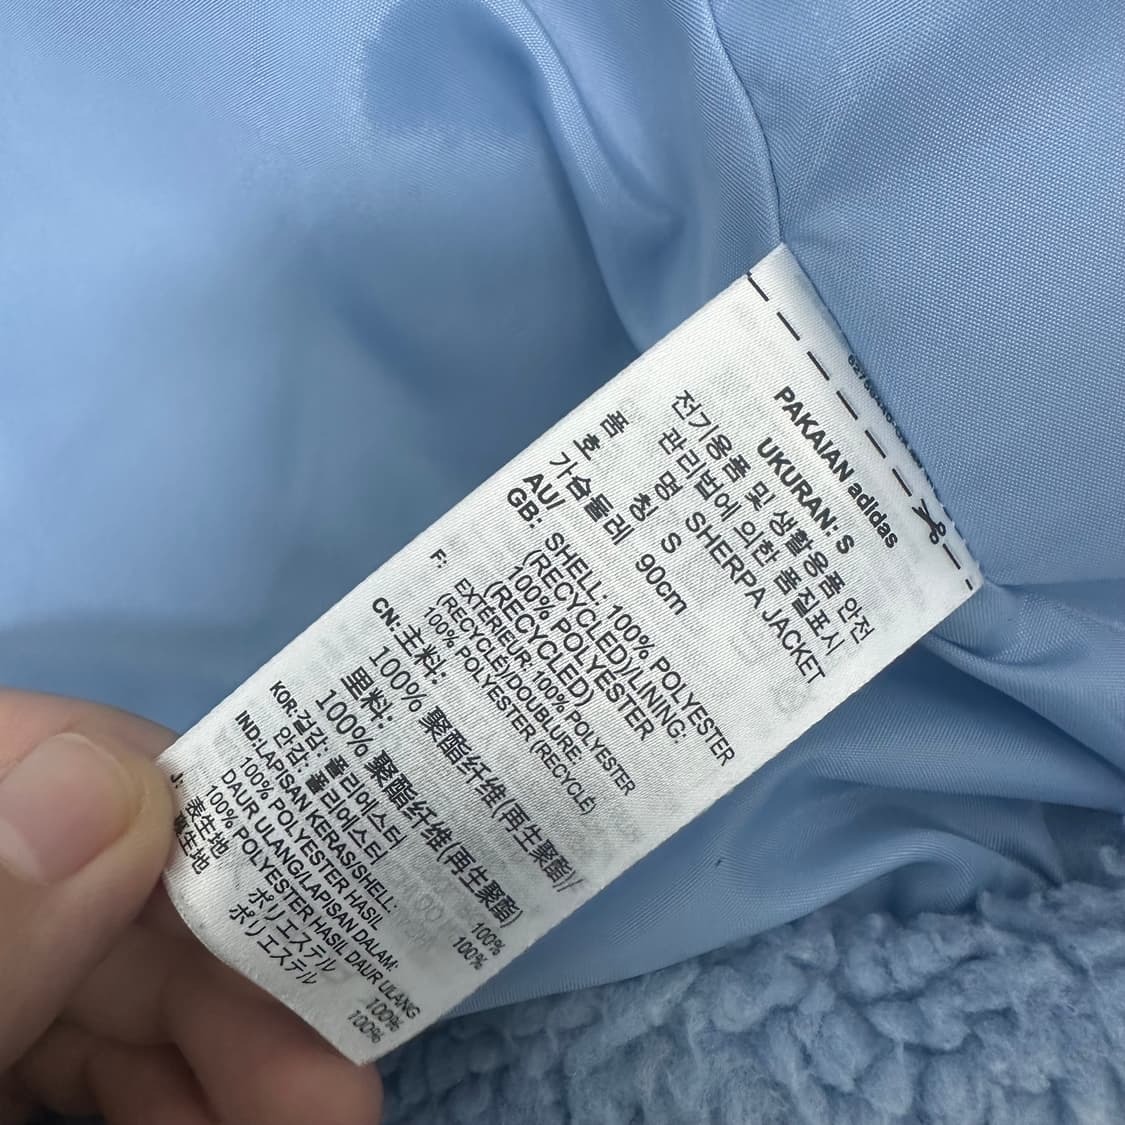 PAKAIAN adidas
UKURAN: S
전기용품 및 생활용품 안전
관리법에 의한 품질표시
품 명 SHERPA JACKET
호 칭 S
가슴둘레 90cm
AU/
GB: SHELL: 100% POLYESTER
(RECYCLED)/LINING:
100% POLYESTER
(RECYCLED)
F: EXTÉRIEUR: 100% POLYESTER
(RECYCLÉ)/DOUBLURE:
100% POLYESTER (RECYCLÉ)
CN: 主料:
100% 聚酯纤维(再生聚酯)/
里料:
100% 聚酯纤维(再生聚酯)
KOR: 겉감: 폴리에스터 100%
안감: 폴리에스터 100%
IND: LAPISAN KERAS/SHELL:
100% POLYESTER HASIL
DAUR ULANG/LAPISAN DALAM:
100% POLYESTER HASIL DAUR ULANG
J: 表生地 ポリエステル 100%
裏生地 ポリエステル 100%